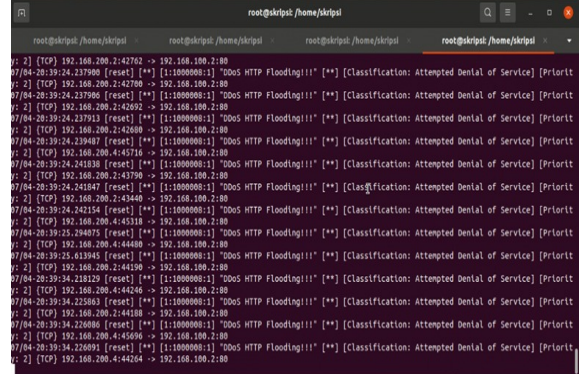 root@skripsi: /home/skripsi
root@skripsi: /home/skripsi root@skripsi: /home/skripsi root@skripsi: /home/skripsi root@skripsi: /home/skripsi
y: 2] {TCP} 192.168.200.2:42762 -> 192.168.100.2:80
07/04-20:39:24.237900 [reset] [**] [1:1000008:1] "DDoS HTTP Flooding!!!" [**] [Classification: Attempted Denial of Service] [Priorit
y: 2] {TCP} 192.168.200.2:42700 -> 192.168.100.2:80
07/04-20:39:24.237906 [reset] [**] [1:1000008:1] "DDoS HTTP Flooding!!!" [**] [Classification: Attempted Denial of Service] [Priorit
y: 2] {TCP} 192.168.200.2:42692 -> 192.168.100.2:80
07/04-20:39:24.237913 [reset] [**] [1:1000008:1] "DDoS HTTP Flooding!!!" [**] [Classification: Attempted Denial of Service] [Priorit
y: 2] {TCP} 192.168.200.2:42680 -> 192.168.100.2:80
07/04-20:39:24.239487 [reset] [**] [1:1000008:1] "DDoS HTTP Flooding!!!" [**] [Classification: Attempted Denial of Service] [Priorit
y: 2] {TCP} 192.168.200.4:45716 -> 192.168.100.2:80
07/04-20:39:24.241838 [reset] [**] [1:1000008:1] "DDoS HTTP Flooding!!!" [**] [Classification: Attempted Denial of Service] [Priorit
y: 2] {TCP} 192.168.200.2:43790 -> 192.168.100.2:80
07/04-20:39:24.241847 [reset] [**] [1:1000008:1] "DDoS HTTP Flooding!!!" [**] [Classification: Attempted Denial of Service] [Priorit
y: 2] {TCP} 192.168.200.2:43440 -> 192.168.100.2:80
07/04-20:39:24.242154 [reset] [**] [1:1000008:1] "DDoS HTTP Flooding!!!" [**] [Classification: Attempted Denial of Service] [Priorit
y: 2] {TCP} 192.168.200.4:45318 -> 192.168.100.2:80
07/04-20:39:25.294075 [reset] [**] [1:1000008:1] "DDoS HTTP Flooding!!!" [**] [Classification: Attempted Denial of Service] [Priorit
y: 2] {TCP} 192.168.200.4:44480 -> 192.168.100.2:80
07/04-20:39:25.613945 [reset] [**] [1:1000008:1] "DDoS HTTP Flooding!!!" [**] [Classification: Attempted Denial of Service] [Priorit
y: 2] {TCP} 192.168.200.2:44190 -> 192.168.100.2:80
07/04-20:39:34.218129 [reset] [**] [1:1000008:1] "DDoS HTTP Flooding!!!" [**] [Classification: Attempted Denial of Service] [Priorit
y: 2] {TCP} 192.168.200.4:44246 -> 192.168.100.2:80
07/04-20:39:34.225863 [reset] [**] [1:1000008:1] "DDoS HTTP Flooding!!!" [**] [Classification: Attempted Denial of Service] [Priorit
y: 2] {TCP} 192.168.200.2:44188 -> 192.168.100.2:80
07/04-20:39:34.226086 [reset] [**] [1:1000008:1] "DDoS HTTP Flooding!!!" [**] [Classification: Attempted Denial of Service] [Priorit
y: 2] {TCP} 192.168.200.4:45696 -> 192.168.100.2:80
07/04-20:39:34.226091 [reset] [**] [1:1000008:1] "DDoS HTTP Flooding!!!" [**] [Classification: Attempted Denial of Service] [Priorit
y: 2] {TCP} 192.168.200.4:44264 -> 192.168.100.2:80